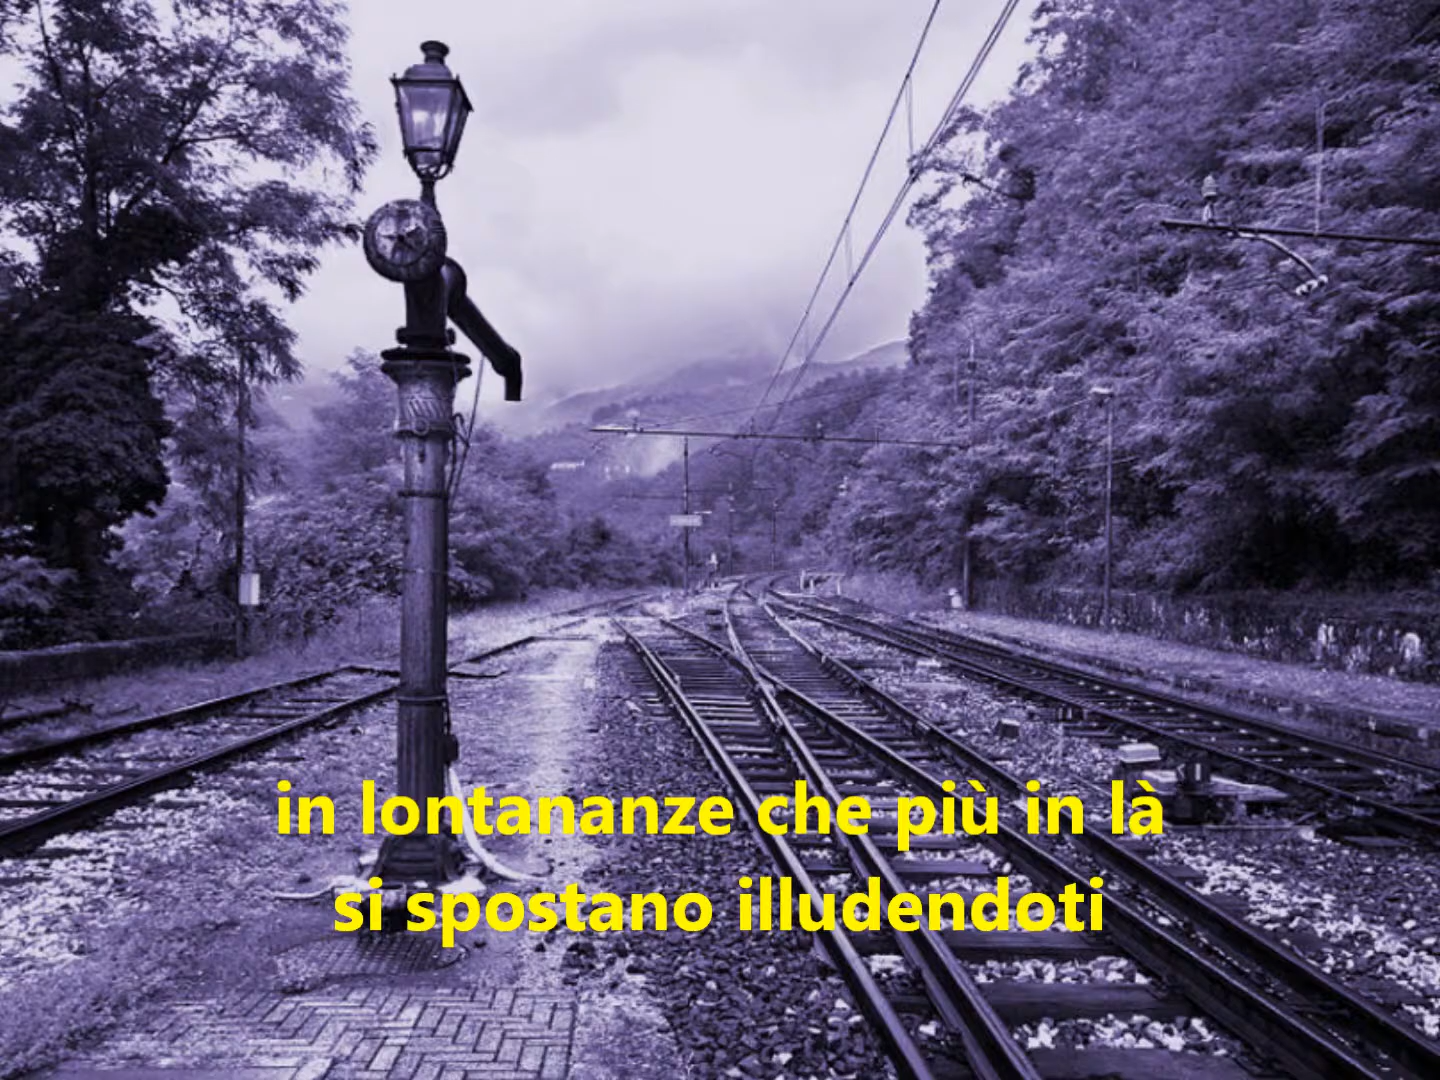 in lontananze che più in là
si spostano illudendoti